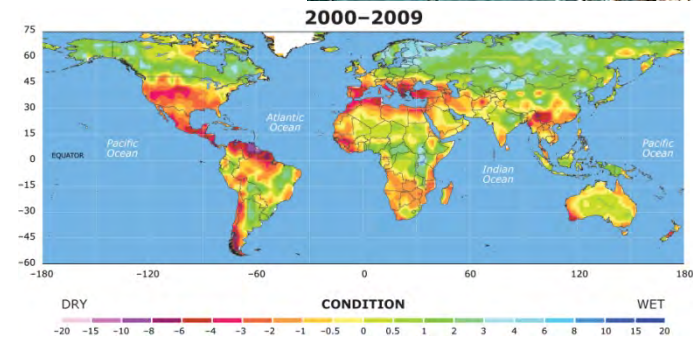 2000–2009
75
60
45
30
15
0
−15
−30
−45
−60
EQUATOR
Pacific
Ocean
Atlantic
Ocean
Indian
Ocean
Pacific
Ocean
−180 −120 −60 0 60 120 180
DRY CONDITION WET
−20 −15 −10 −8 −6 −4 −3 −2 −1 −0.5 0 0.5 1 2 3 4 6 8 10 15 20